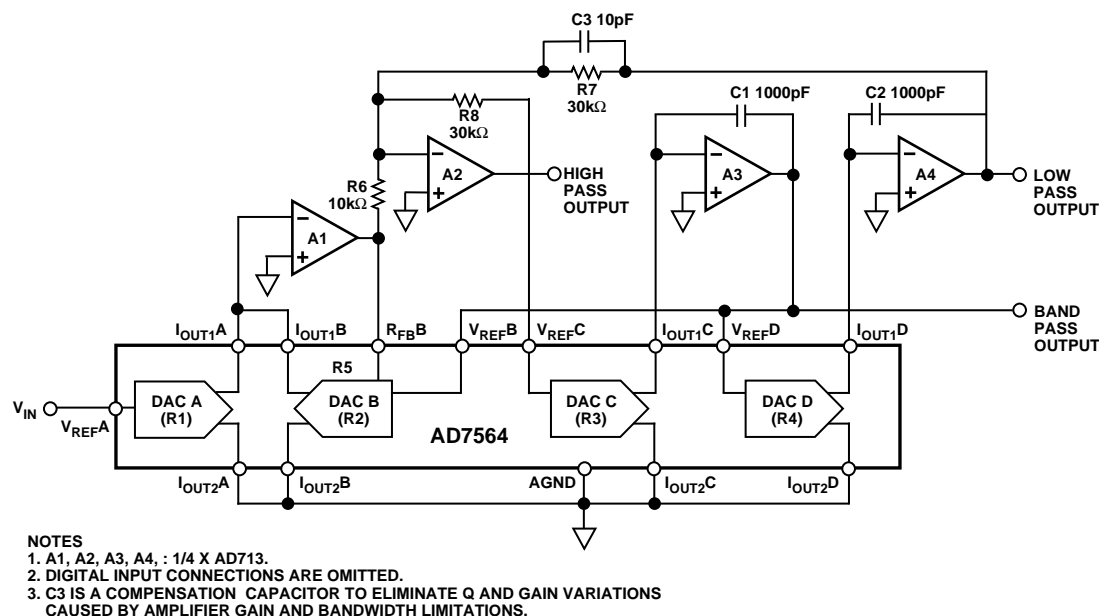 C3 10pF
R7
30kΩ
C1 1000pF
C2 1000pF
R8
30kΩ
A2
HIGH
PASS
OUTPUT
A3
A4
LOW
PASS
OUTPUT
R6
10kΩ
A1
BAND
PASS
OUTPUT
IOUT1A
IOUT1B
RFBB
VREFB
VREFC
IOUT1C
VREFD
IOUT1D
R5
VIN
VREFA
DAC A
(R1)
DAC B
(R2)
AD7564
DAC C
(R3)
DAC D
(R4)
IOUT2A
IOUT2B
AGND
IOUT2C
IOUT2D
NOTES
1. A1, A2, A3, A4, : 1/4 X AD713.
2. DIGITAL INPUT CONNECTIONS ARE OMITTED.
3. C3 IS A COMPENSATION CAPACITOR TO ELIMINATE Q AND GAIN VARIATIONS
CAUSED BY AMPLIFIER GAIN AND BANDWIDTH LIMITATIONS.